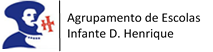 Agrupamento de Escolas
Infante D. Henrique